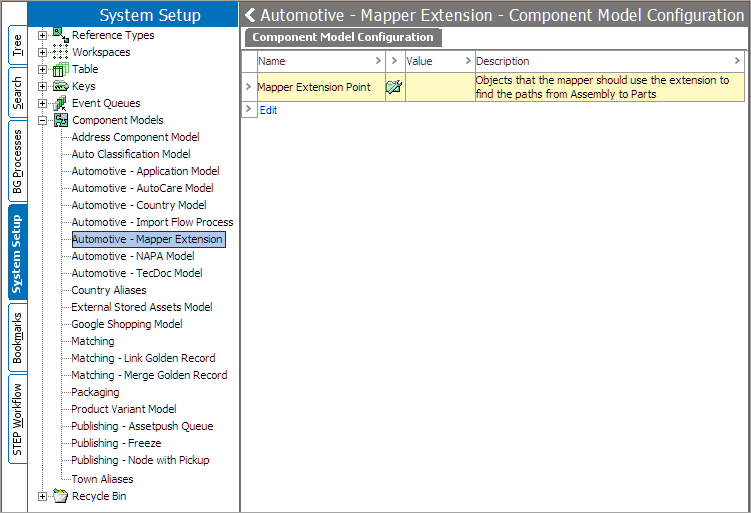 Tree
Search
BG Processes
System Setup
Bookmarks
STEP Workflow
System Setup
Reference Types
Workspaces
Table
Keys
Event Queues
Component Models
Address Component Model
Auto Classification Model
Automotive - Application Model
Automotive - AutoCare Model
Automotive - Country Model
Automotive - Import Flow Process
Automotive - Mapper Extension
Automotive - NAPA Model
Automotive - TecDoc Model
Country Aliases
External Stored Assets Model
Google Shopping Model
Matching
Matching - Link Golden Record
Matching - Merge Golden Record
Packaging
Product Variant Model
Publishing - Assetpush Queue
Publishing - Freeze
Publishing - Node with Pickup
Town Aliases
Recycle Bin
Automotive - Mapper Extension - Component Model Configuration
Component Model Configuration
Name > > Value > Description >
> Mapper Extension Point Objects that the mapper should use the extension to
find the paths from Assembly to Parts
> Edit